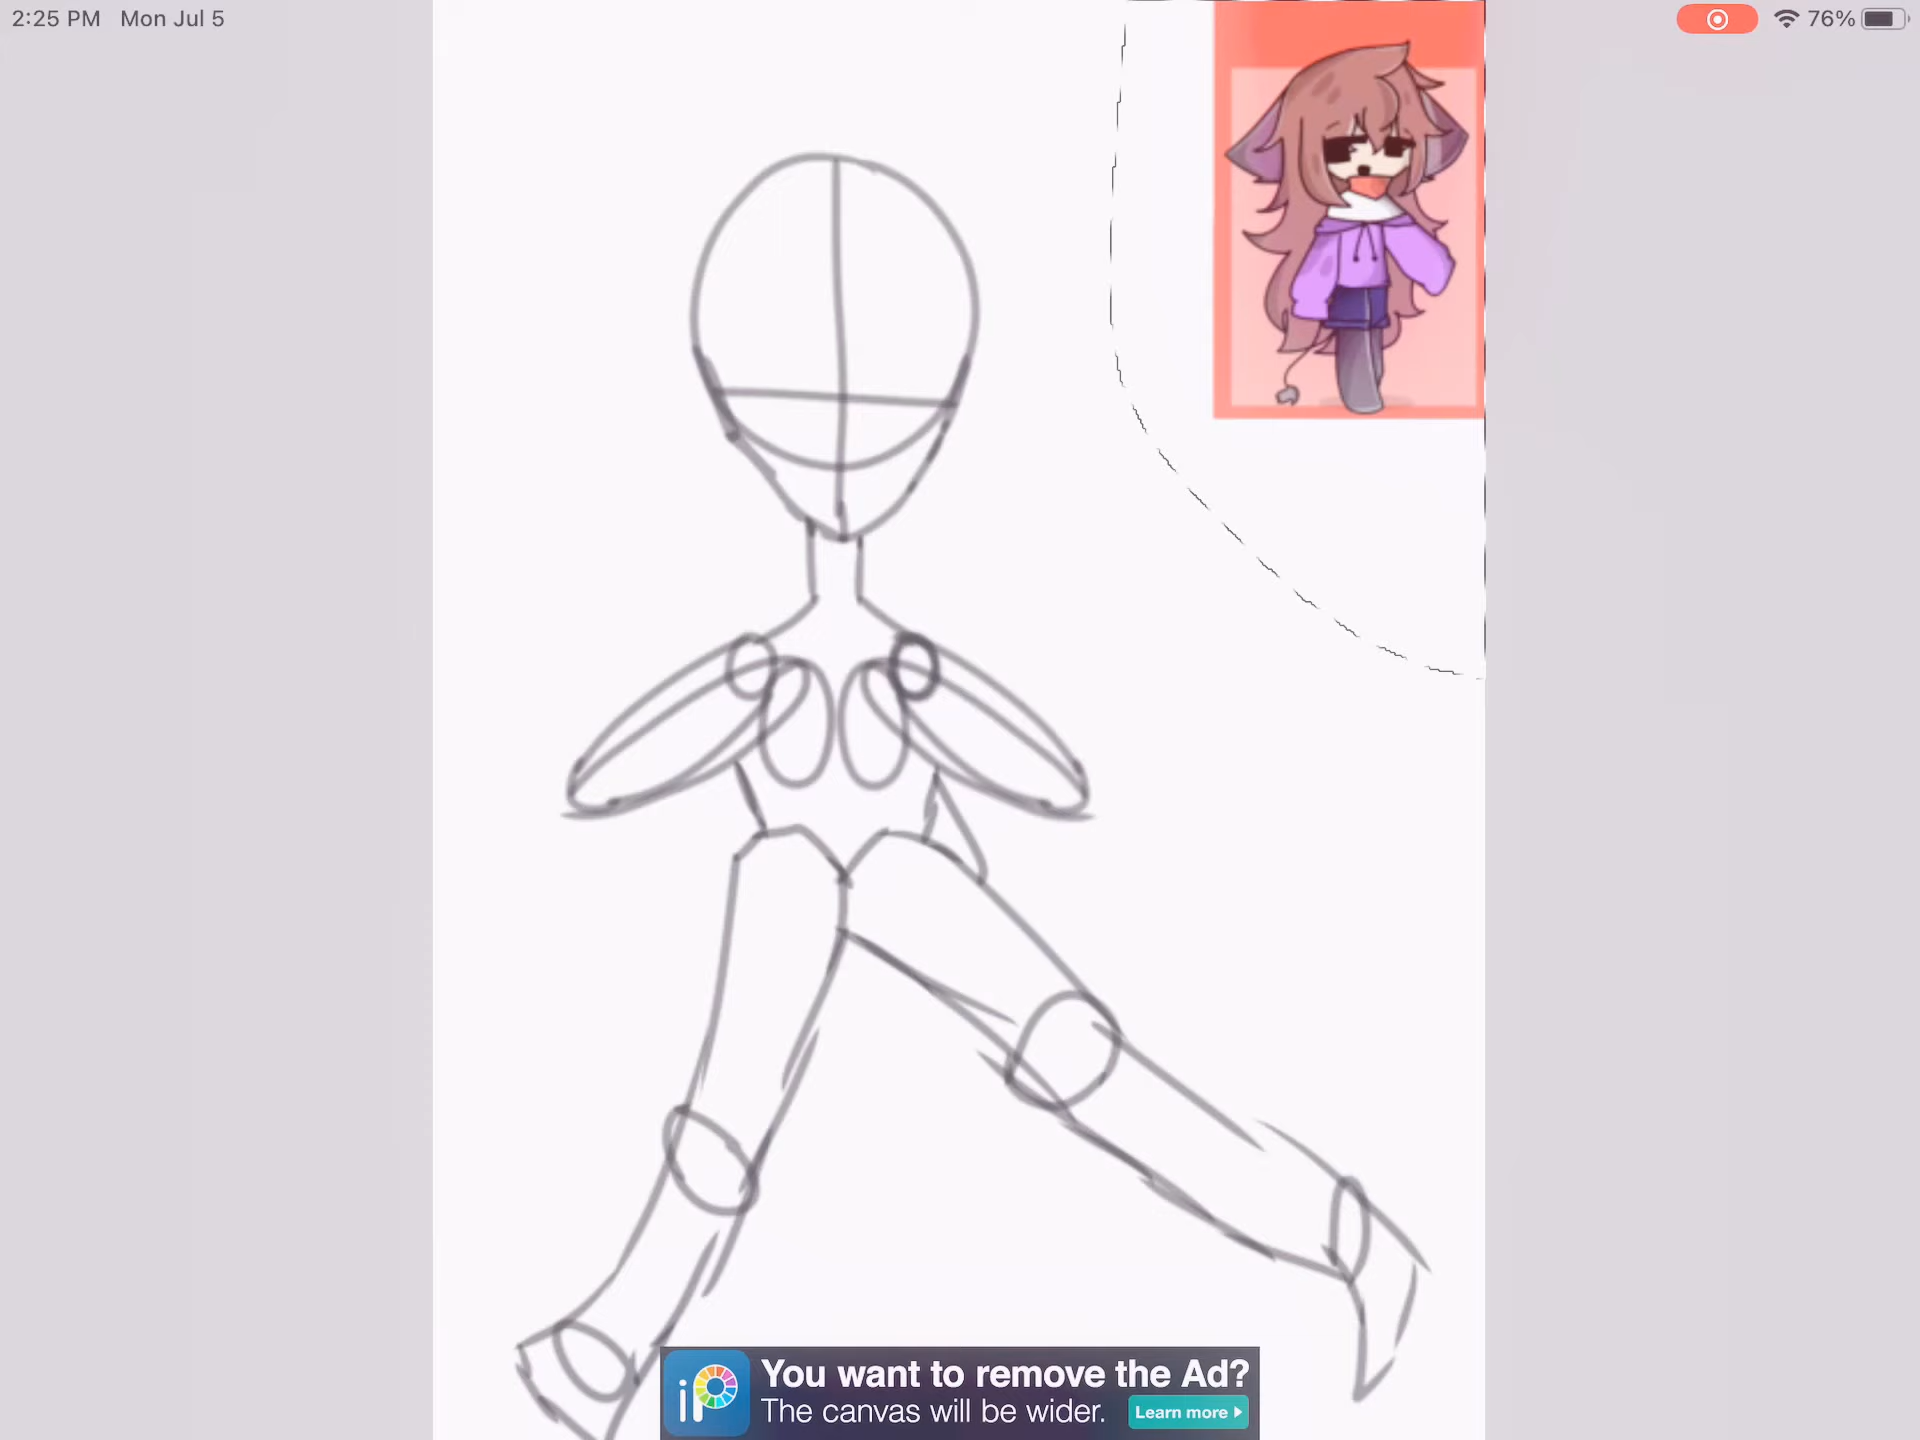 2:25 PM Mon Jul 5
76%
iP
You want to remove the Ad?
The canvas will be wider.
Learn more